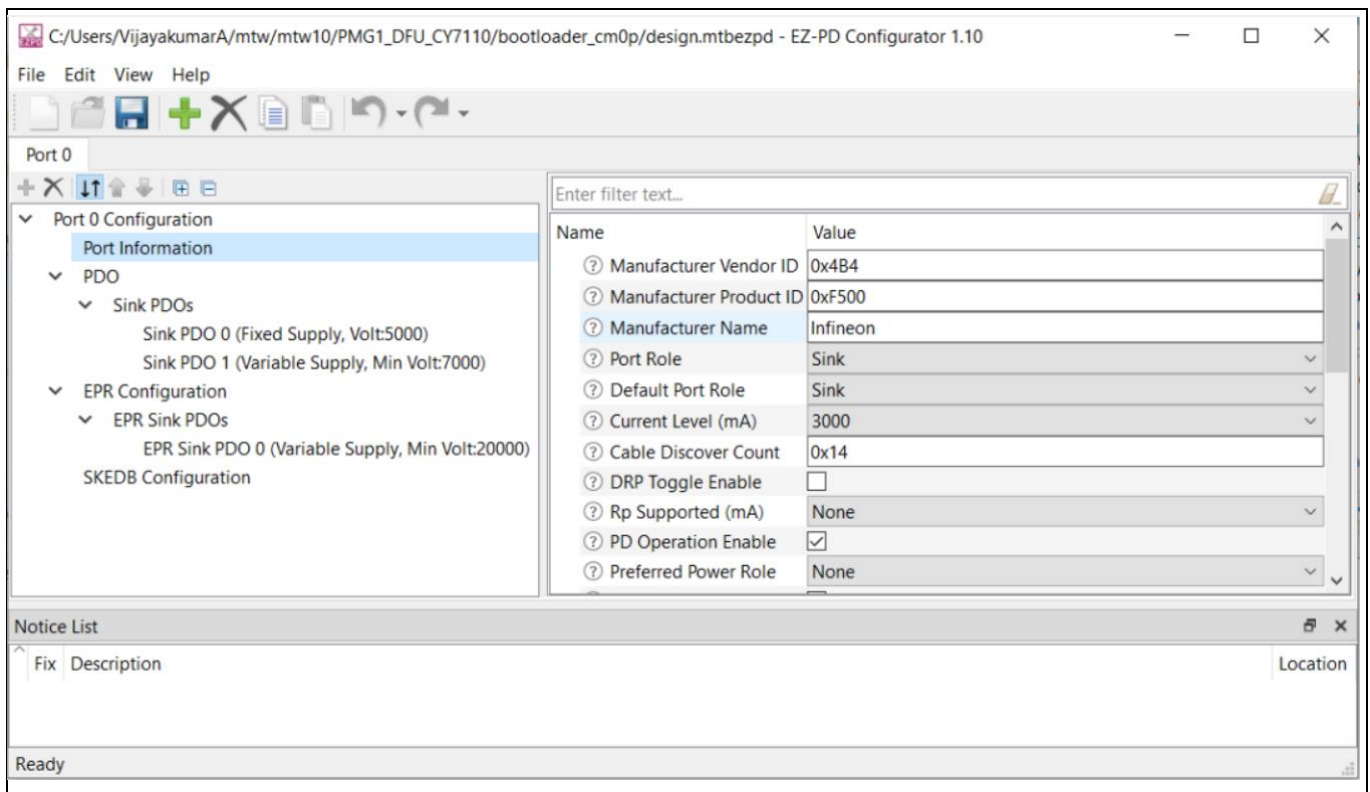 C:/Users/VijayakumarA/mtw/mtw10/PMG1_DFU_CY7110/bootloader_cm0p/design.mtbezpd - EZ-PD Configurator 1.10
File Edit View Help
Port 0
Port 0 Configuration
Port Information
PDO
Sink PDOs
Sink PDO 0 (Fixed Supply, Volt:5000)
Sink PDO 1 (Variable Supply, Min Volt:7000)
EPR Configuration
EPR Sink PDOs
EPR Sink PDO 0 (Variable Supply, Min Volt:20000)
SKEDB Configuration
Enter filter text...
Name Value
Manufacturer Vendor ID 0x4B4
Manufacturer Product ID 0xF500
Manufacturer Name Infineon
Port Role Sink
Default Port Role Sink
Current Level (mA) 3000
Cable Discover Count 0x14
DRP Toggle Enable
Rp Supported (mA) None
PD Operation Enable
Preferred Power Role None
Notice List
Fix Description Location
Ready